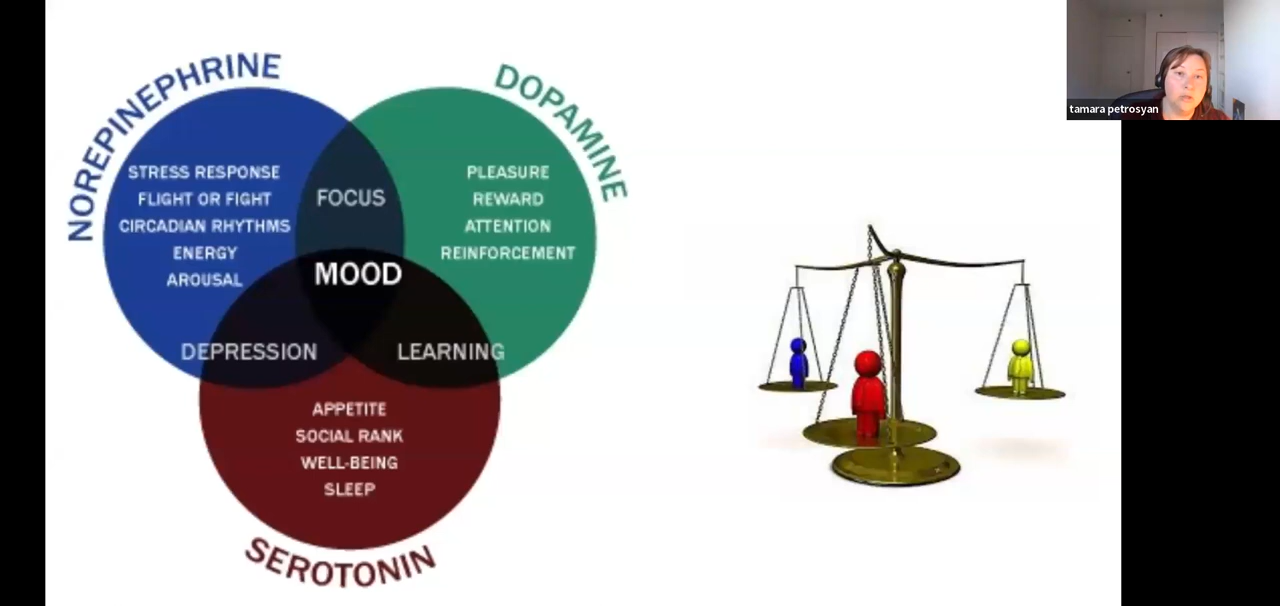 NOREPINEPHRINE
DOPAMINE
STRESS RESPONSE
FLIGHT OR FIGHT
CIRCADIAN RHYTHMS
ENERGY
AROUSAL
FOCUS
PLEASURE
REWARD
ATTENTION
REINFORCEMENT
MOOD
DEPRESSION
LEARNING
APPETITE
SOCIAL RANK
WELL-BEING
SLEEP
SEROTONIN
tamara petrosyan